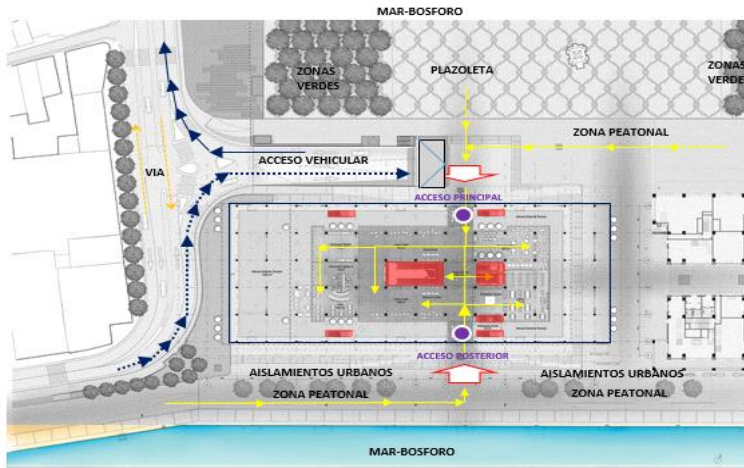 MAR-BOSFORO
ZONAS
VERDES
PLAZOLETA
ZONAS
VERDES
ZONA PEATONAL
VIA
ACCESO VEHICULAR
ACCESO PRINCIPAL
ACCESO POSTERIOR
AISLAMIENTOS URBANOS
AISLAMIENTOS URBANOS
ZONA PEATONAL
ZONA PEATONAL
MAR-BOSFORO